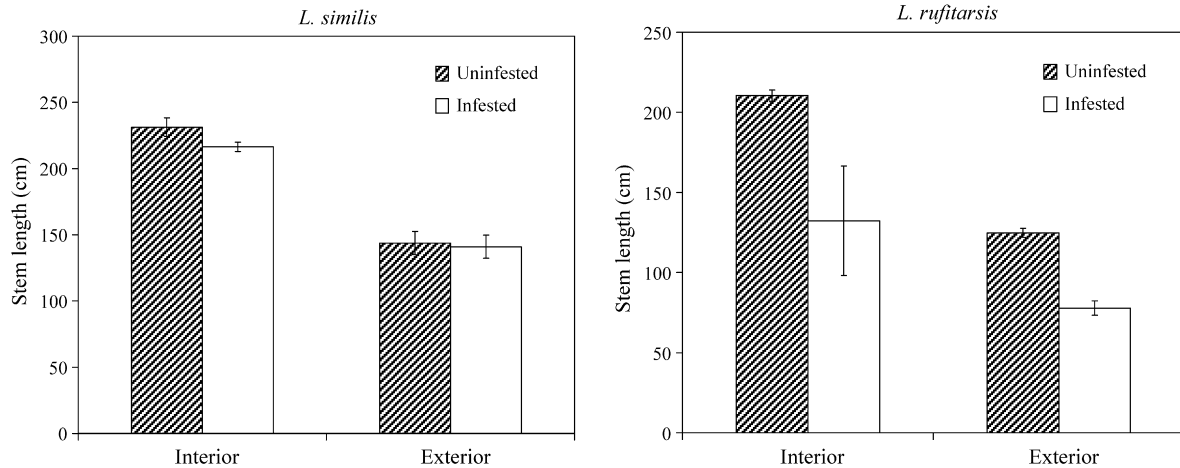 L. similis
300
250
200
150
100
50
0
Stem length (cm)
Uninfested
Infested
Interior Exterior
L. rufitarsis
250
200
150
100
50
0
Stem length (cm)
Uninfested
Infested
Interior Exterior